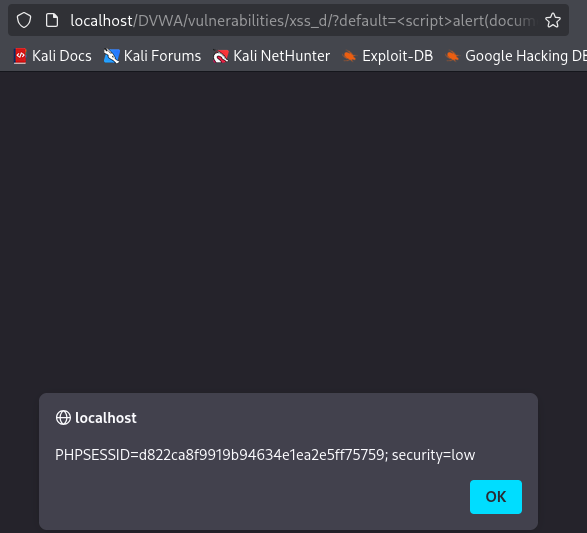 localhost/DVWA/vulnerabilities/xss_d/?default=<script>alert(docum
Kali Docs Kali Forums Kali NetHunter Exploit-DB Google Hacking DB
localhost
PHPSESSID=d822ca8f9919b94634e1ea2e5ff75759; security=low
OK